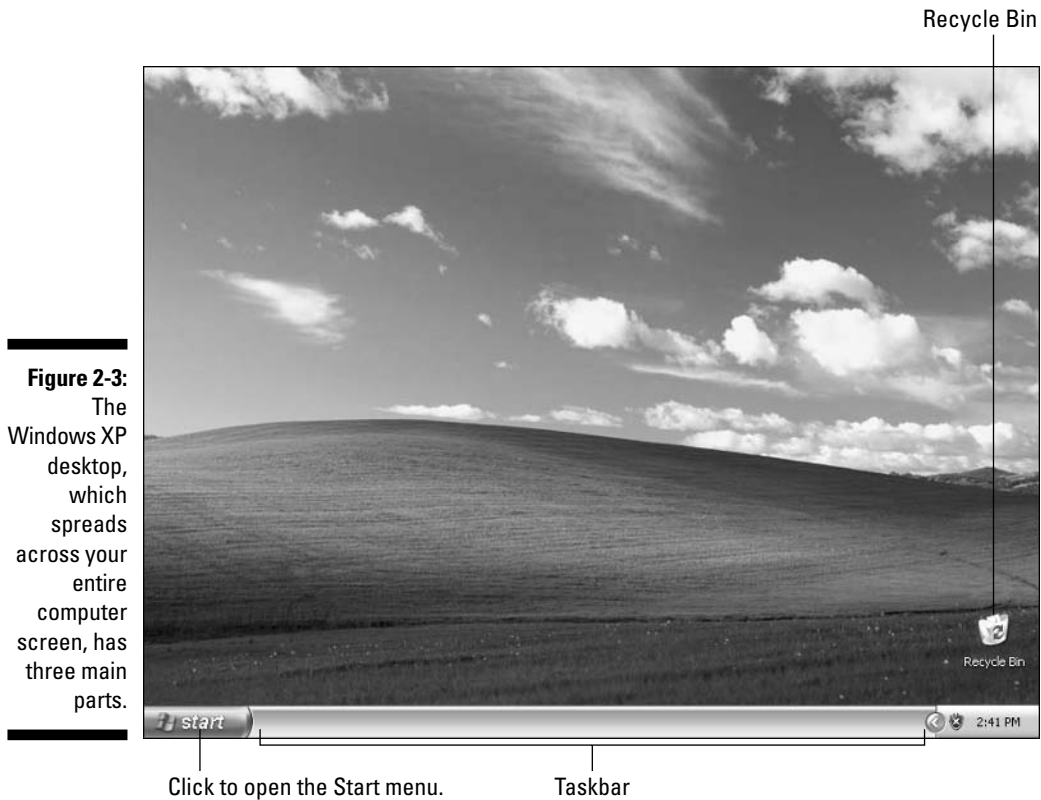 Recycle Bin
Figure 2-3:
The
Windows XP
desktop,
which
spreads
across your
entire
computer
screen, has
three main
parts.
Recycle Bin
start
2:41 PM
Click to open the Start menu.
Taskbar